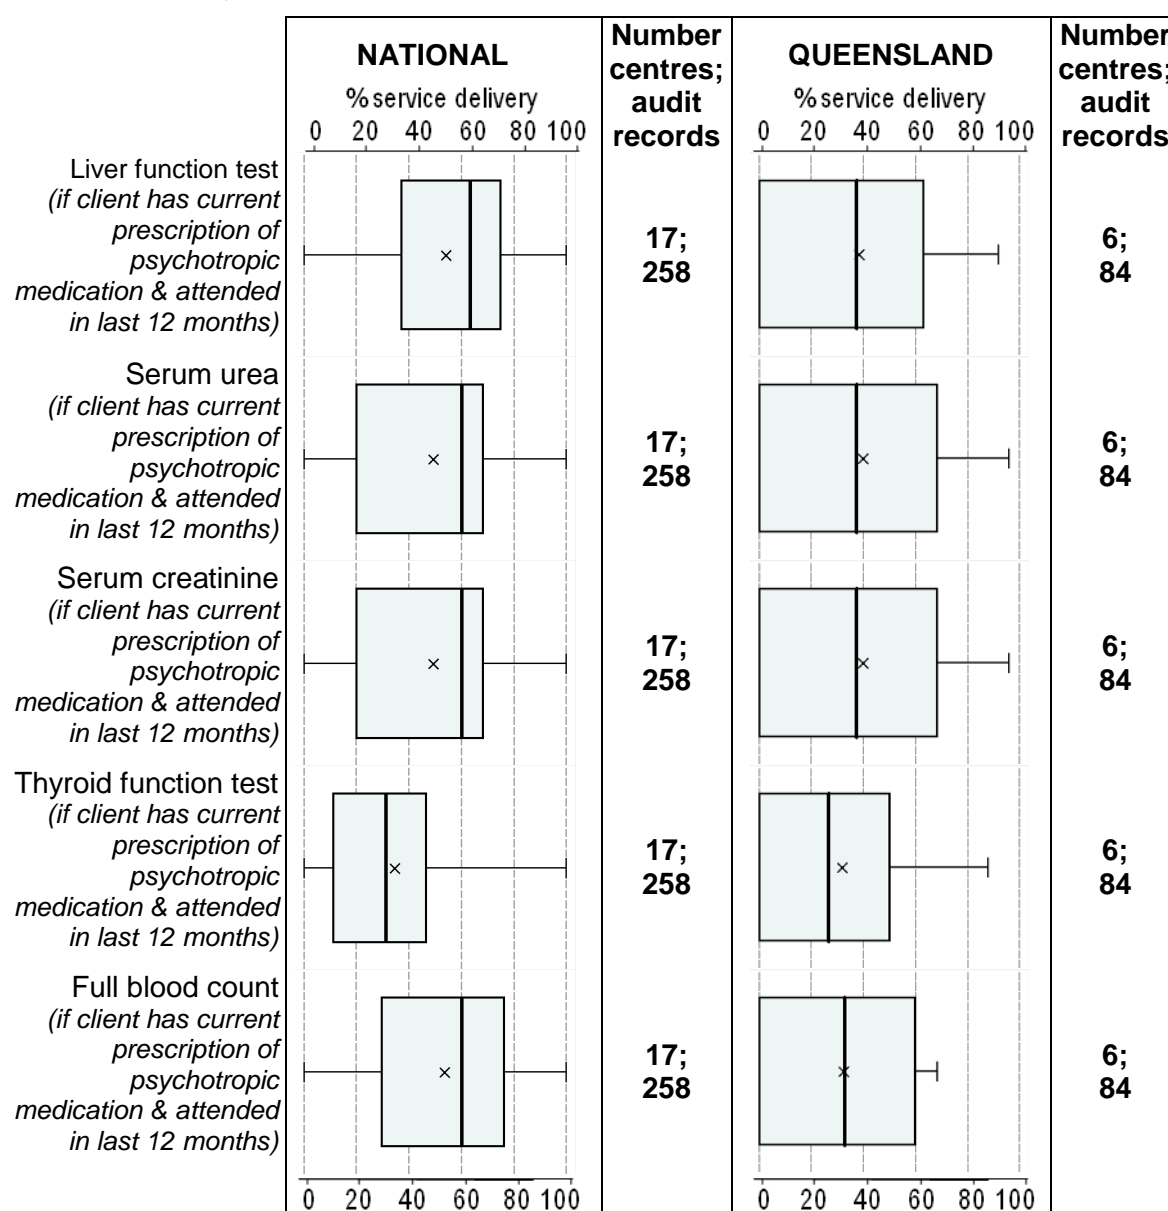 NATIONAL
% service delivery
0 20 40 60 80 100
Number
centres;
audit
records
QUEENSLAND
% service delivery
0 20 40 60 80 100
Number
centres;
audit
records
Liver function test
(if client has current
prescription of
psychotropic
medication & attended
in last 12 months)
17;
258
6;
84
Serum urea
(if client has current
prescription of
psychotropic
medication & attended
in last 12 months)
17;
258
6;
84
Serum creatinine
(if client has current
prescription of
psychotropic
medication & attended
in last 12 months)
17;
258
6;
84
Thyroid function test
(if client has current
prescription of
psychotropic
medication & attended
in last 12 months)
17;
258
6;
84
Full blood count
(if client has current
prescription of
psychotropic
medication & attended
in last 12 months)
17;
258
6;
84
0 20 40 60 80 100
0 20 40 60 80 100